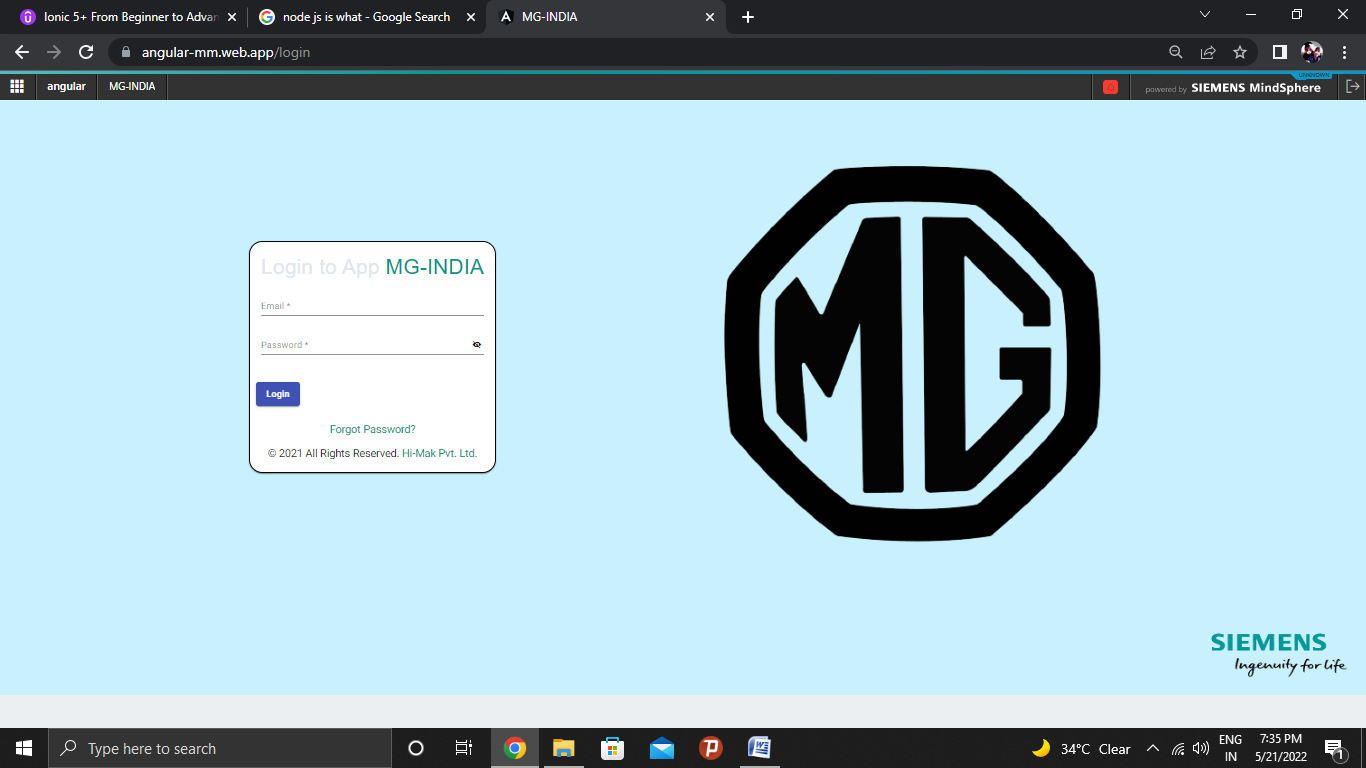 Ionic 5+ From Beginner to Advan
node js is what - Google Search
MG-INDIA
angular-mm.web.app/login
angular
MG-INDIA
UNKNOWN
powered by SIEMENS MindSphere
Login to App MG-INDIA
Email *
Password *
Login
Forgot Password?
© 2021 All Rights Reserved. Hi-Mak Pvt. Ltd.
MG
SIEMENS
Ingenuity for life
Type here to search
W
34°C Clear
ENG
IN
7:35 PM
5/21/2022
1